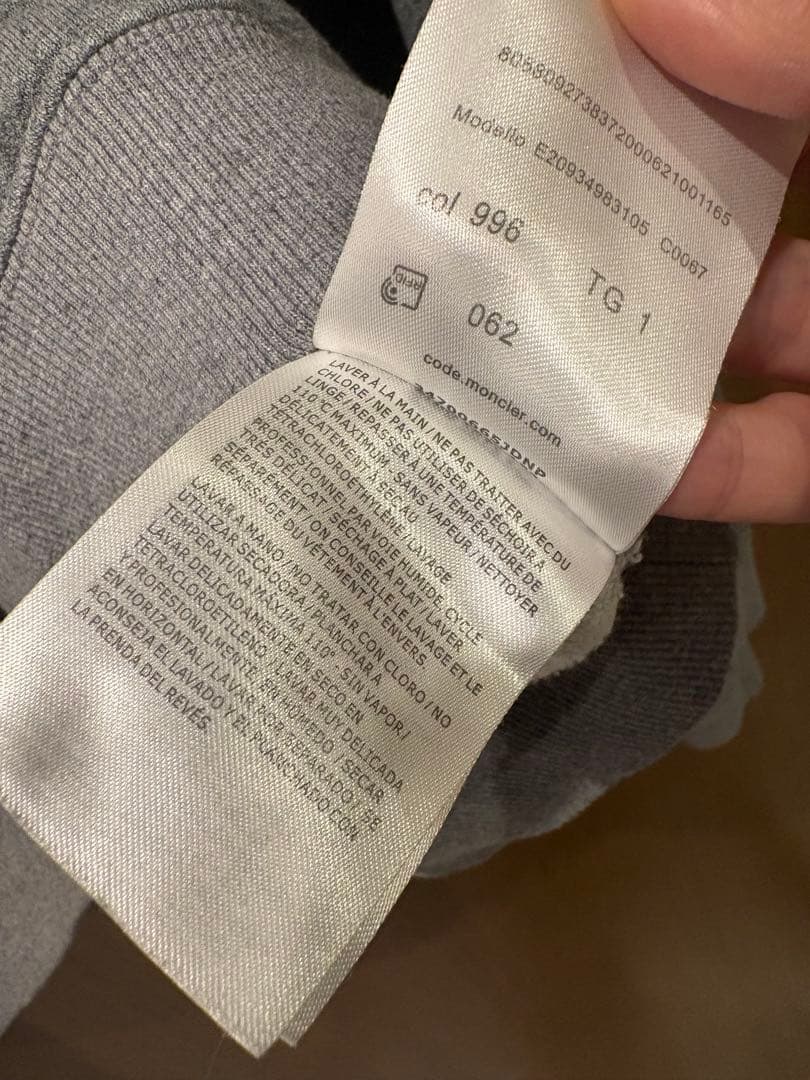 8058092738372000621001165
Modello E20934983105 C0067
col 996 TG 1
RFID 062
code.moncler.com
LAVER À LA MAIN / NE PAS TRAITER AVEC DU
CHLORE / NE PAS UTILISER DE SÉCHOIR À
LINGE / REPASSER À UNE TEMPÉRATURE DE
110°C MAXIMUM - SANS VAPEUR / NETTOYER
DÉLICATEMENT À SEC AU
TÉTRACHLOROÉTHYLÈNE / LAVAGE
PROFESSIONNEL PAR VOIE HUMIDE, CYCLE
TRÈS DÉLICAT / SÉCHAGE À PLAT / LAVER
SÉPARÉMENT / ON CONSEILLE LE LAVAGE ET LE
REPASSAGE DU VÉTEMENT À L'ENVERS
LAVAR A MANO / NO TRATAR CON CLORO / NO
UTILIZAR SECADORA / PLANCHAR A
TEMPERATURA MÁXIMA 110° - SIN VAPOR /
LAVAR DELICADAMENTE EN SECO EN
TETRACLOROETILENO / LAVAR MUY DELICADA
Y PROFESIONALMENTE EN HÚMEDO / SECAR
EN HORIZONTAL / LAVAR POR SEPARADO / SE
ACONSEJA EL LAVADO Y EL PLANCHADO CON
LA PRENDA DEL REVÉS